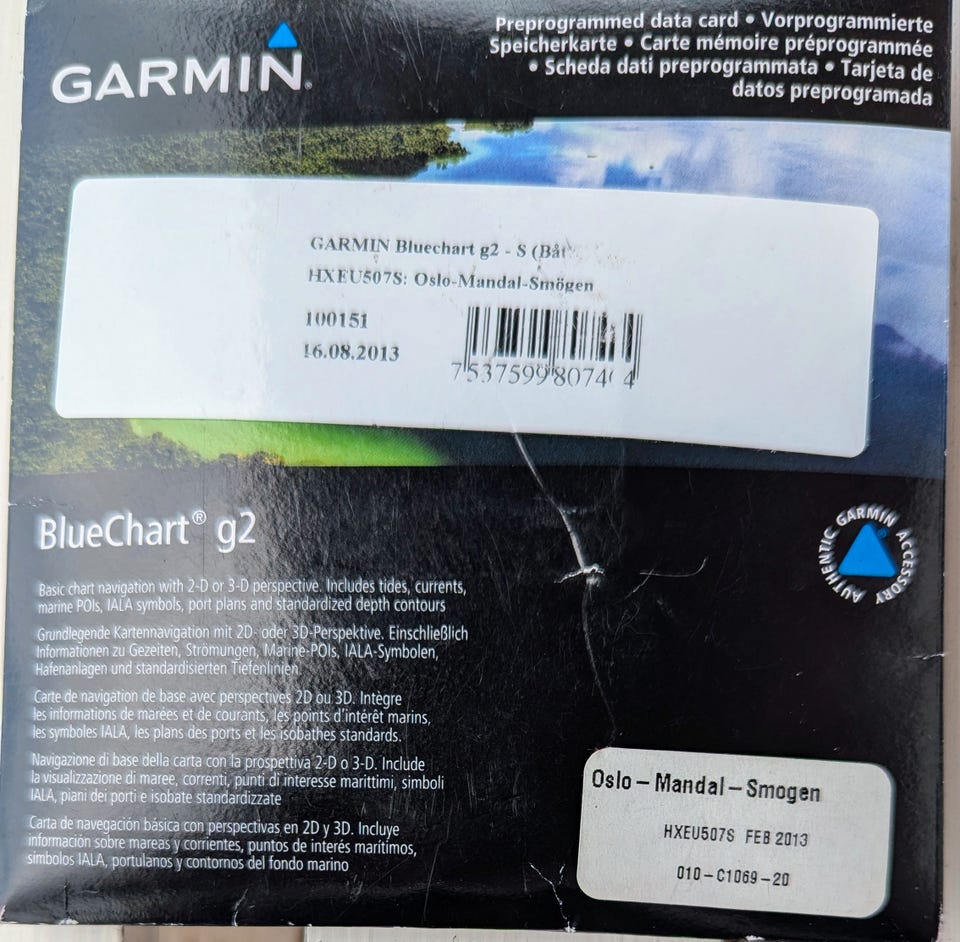 GARMIN®
Preprogrammed data card • Vorprogrammierte
Speicherkarte • Carte mémoire préprogrammée
• Scheda dati preprogrammata • Tarjeta de
datos preprogramada
GARMIN Bluechart g2 - S (Båt
HXEU507S: Oslo-Mandal-Smögen
100151
16.08.2013
BlueChart® g2
AUTHENTIC GARMIN ACCESSORY
Basic chart navigation with 2-D or 3-D perspective. Includes tides, currents,
marine POIs, IALA symbols, port plans and standardized depth contours
Grundlegende Kartennavigation mit 2D- oder 3D-Perspektive. Einschließlich
Informationen zu Gezeiten, Strömungen, Marine-POIs, IALA-Symbolen,
Hafenanlagen und standardisierten Tiefenlinien.
Carte de navigation de base avec perspectives 2D ou 3D. Intègre
les informations de marées et de courants, les points d'intérêt marins,
les symboles IALA, les plans des ports et les isobathes standards.
Navigazione di base della carta con la prospettiva 2-D o 3-D. Include
la visualizzazione di maree, correnti, punti di interesse marittimi, simboli
IALA, piani dei porti e isobate standardizzate
Carta de navegación básica con perspectivas en 2D y 3D. Incluye
información sobre mareas y corrientes, puntos de interés marítimos,
símbolos IALA, portulanos y contornos del fondo marino
Oslo – Mandal – Smogen
HXEU507S FEB 2013
010-C1069-20